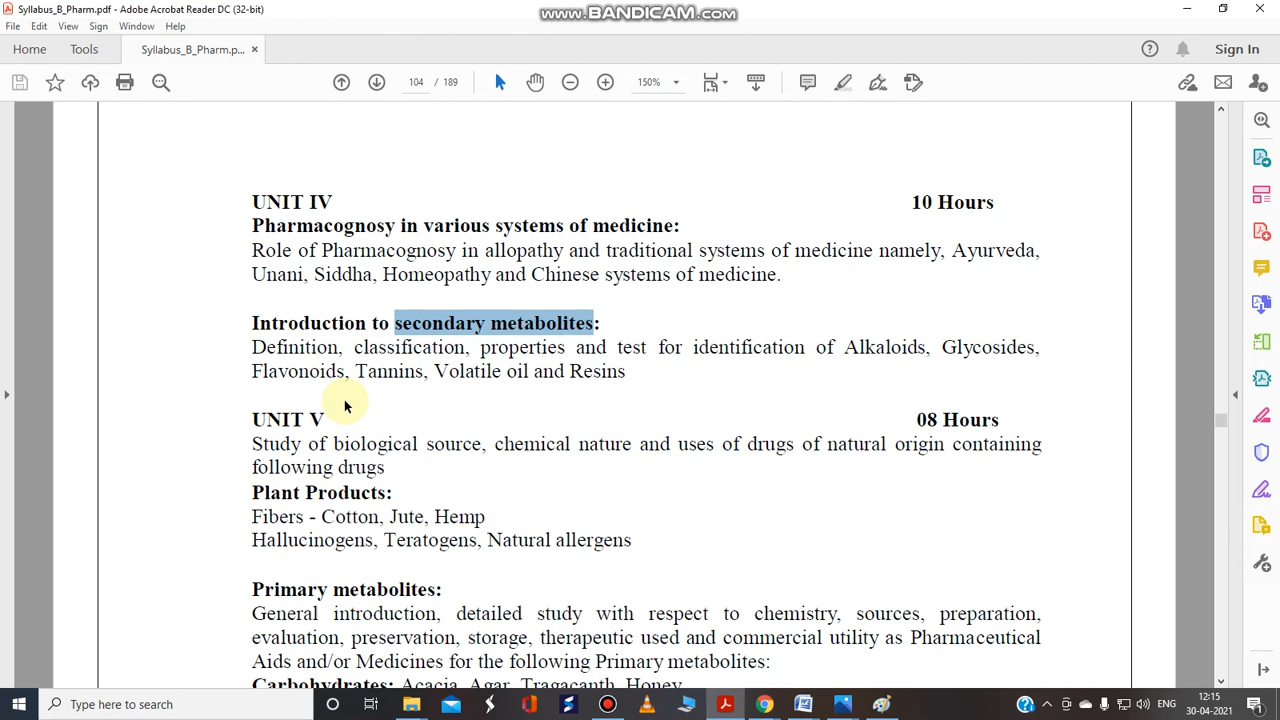 Syllabus_B_Pharm.pdf - Adobe Acrobat Reader DC (32-bit)
www.BANDICAM.com
File Edit View Sign Window Help
Home Tools Syllabus_B_Pharm.p... × Sign In
104 / 189 150%
UNIT IV 10 Hours
Pharmacognosy in various systems of medicine:
Role of Pharmacognosy in allopathy and traditional systems of medicine namely, Ayurveda,
Unani, Siddha, Homeopathy and Chinese systems of medicine.
Introduction to secondary metabolites:
Definition, classification, properties and test for identification of Alkaloids, Glycosides,
Flavonoids, Tannins, Volatile oil and Resins
UNIT V 08 Hours
Study of biological source, chemical nature and uses of drugs of natural origin containing
following drugs
Plant Products:
Fibers - Cotton, Jute, Hemp
Hallucinogens, Teratogens, Natural allergens
Primary metabolites:
General introduction, detailed study with respect to chemistry, sources, preparation,
evaluation, preservation, storage, therapeutic used and commercial utility as Pharmaceutical
Aids and/or Medicines for the following Primary metabolites:
Carbohydrates: Acacia, Agar, Tragacanth, Honey
Type here to search
ENG
12:15
30-04-2021